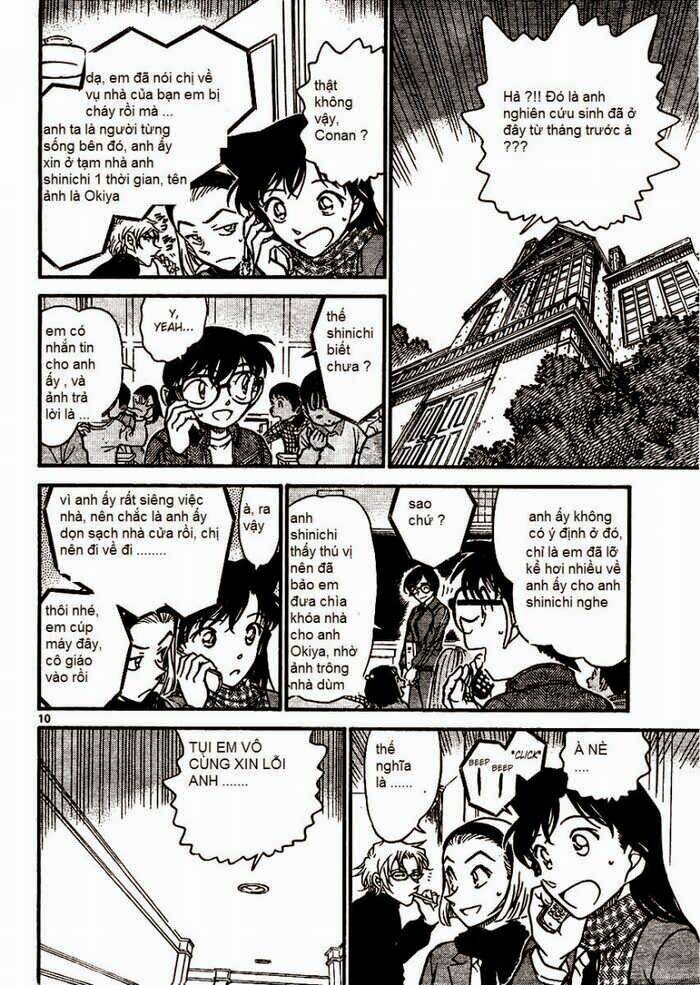 Hả ?!! Đó là anh
nghiên cứu sinh đã ở
đây từ tháng trước à
???
thật
không
vậy,
Conan ?
dạ, em đã nói chị về
vụ nhà của bạn em bị
cháy rồi mà ...
anh ta là người từng
sống bên đó, anh ấy
xin ở tạm nhà anh
shinichi 1 thời gian, tên
ảnh là Okiya
thế
shinichi
biết
chưa ?
Y,
YEAH...
em có
nhắn tin
cho anh
ấy , và
ảnh trả
lời là ...
anh ấy không
có ý định ở đó,
chỉ là em đã lỡ
kể hơi nhiều về
anh ấy cho anh
shinichi nghe
sao
chứ ?
anh
shinichi
thấy thú vị
nên đã
bảo em
đưa chìa
khóa nhà
cho anh
Okiya, nhờ
ảnh trông
nhà dùm
à, ra
vậy
vì anh ấy rất siêng việc
nhà, nên chắc là anh ấy
dọn sạch nhà cửa rồi, chị
nên đi về đi ........
thôi nhé,
em cúp
máy đây,
cô giáo
vào rồi
10
À NÈ
....
*CLICK*
BEEP
BEEP
thế
nghĩa
là ......
TỤI EM VÔ
CÙNG XIN LỖI
ANH .......